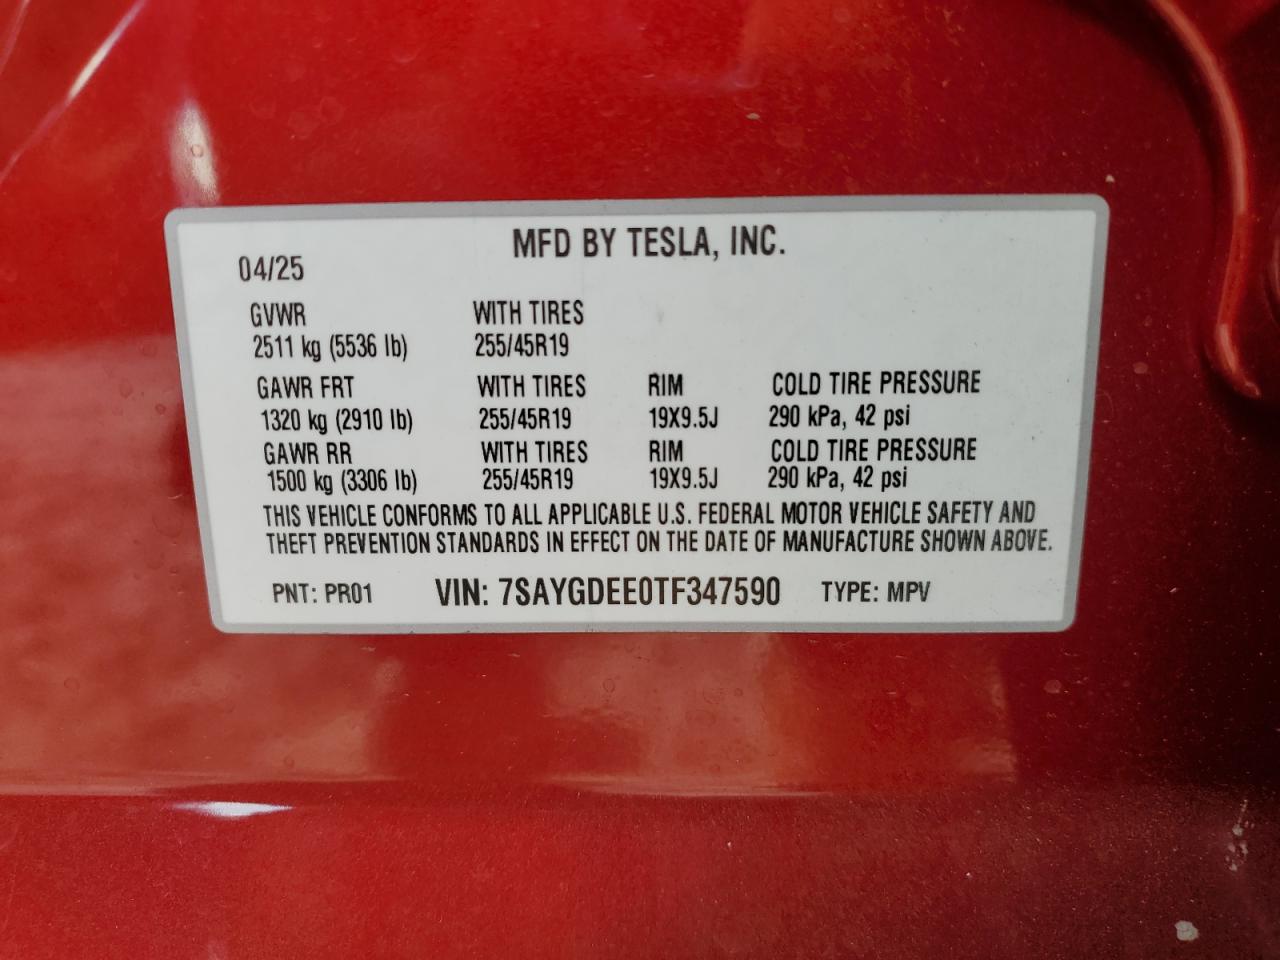 MFD BY TESLA, INC.
04/25
GVWR WITH TIRES
2511 kg (5536 lb) 255/45R19
GAWR FRT WITH TIRES RIM COLD TIRE PRESSURE
1320 kg (2910 lb) 255/45R19 19X9.5J 290 kPa, 42 psi
GAWR RR WITH TIRES RIM COLD TIRE PRESSURE
1500 kg (3306 lb) 255/45R19 19X9.5J 290 kPa, 42 psi
THIS VEHICLE CONFORMS TO ALL APPLICABLE U.S. FEDERAL MOTOR VEHICLE SAFETY AND
THEFT PREVENTION STANDARDS IN EFFECT ON THE DATE OF MANUFACTURE SHOWN ABOVE.
PNT: PR01 VIN: 7SAYGDEE0TF347590 TYPE: MPV